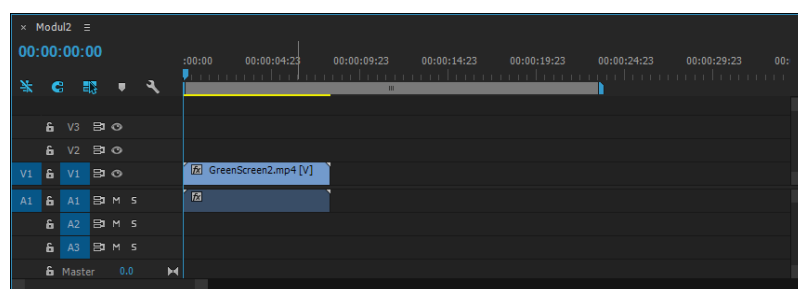 × Modul2 ≡
00:00:00:00
:00:00 00:00:04:23 00:00:09:23 00:00:14:23 00:00:19:23 00:00:24:23 00:00:29:23 00:
V3
V2
V1 V1 fx GreenScreen2.mp4 [V]
A1 A1 M S fx
A2 M S
A3 M S
Master 0.0